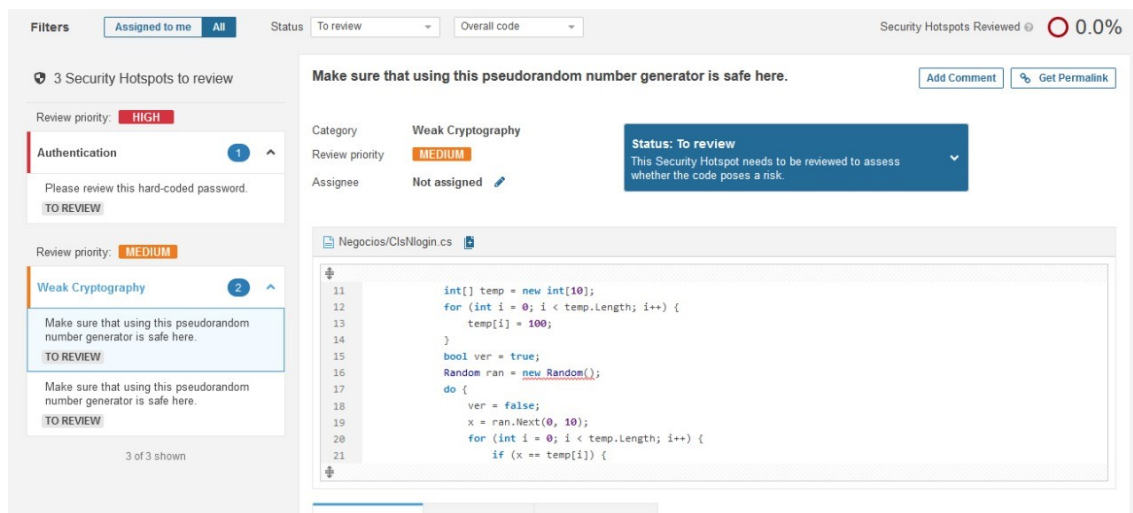 Filters
Assigned to me
All
Status
To review
Overall code
Security Hotspots Reviewed
0.0%
3 Security Hotspots to review
Review priority: HIGH
Authentication
1
Please review this hard-coded password.
TO REVIEW
Review priority: MEDIUM
Weak Cryptography
2
Make sure that using this pseudorandom
number generator is safe here.
TO REVIEW
Make sure that using this pseudorandom
number generator is safe here.
TO REVIEW
3 of 3 shown
Make sure that using this pseudorandom number generator is safe here.
Add Comment
Get Permalink
Category Weak Cryptography
Review priority MEDIUM
Assignee Not assigned
Status: To review
This Security Hotspot needs to be reviewed to assess
whether the code poses a risk.
Negocios/ClsNlogin.cs
11 int[] temp = new int[10];
12 for (int i = 0; i < temp.Length; i++) {
13 temp[i] = 100;
14 }
15 bool ver = true;
16 Random ran = new Random();
17 do {
18 ver = false;
19 x = ran.Next(0, 10);
20 for (int i = 0; i < temp.Length; i++) {
21 if (x == temp[i]) {